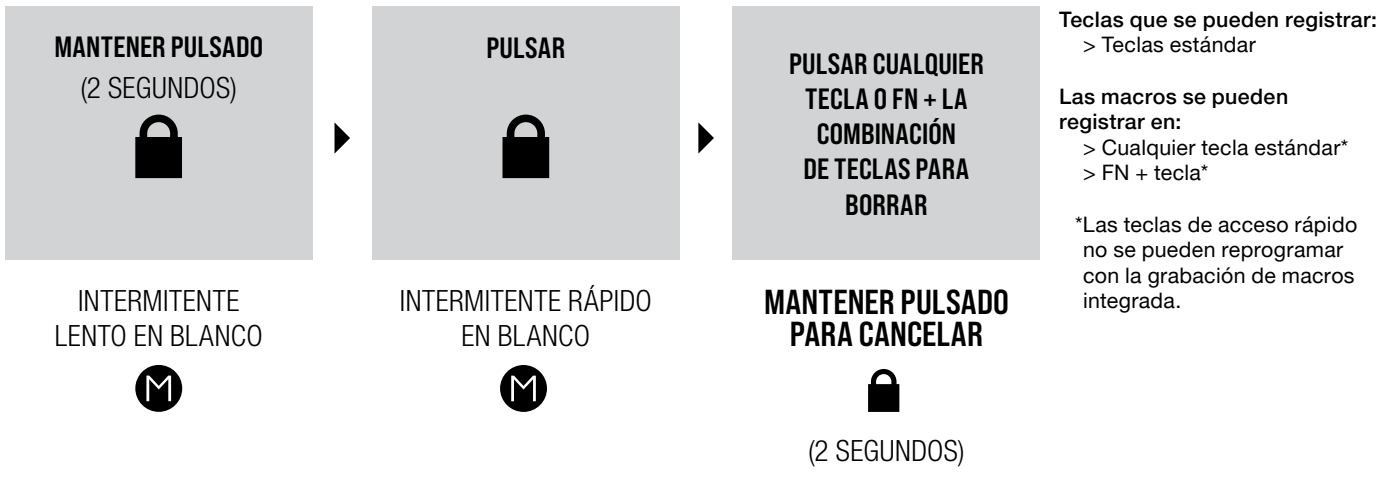 MANTENER PULSADO
(2 SEGUNDOS)
PULSAR
PULSAR CUALQUIER
TECLA O FN + LA
COMBINACIÓN
DE TECLAS PARA
BORRAR
INTERMITENTE
LENTO EN BLANCO
M
INTERMITENTE RÁPIDO
EN BLANCO
M
MANTENER PULSADO
PARA CANCELAR
(2 SEGUNDOS)
Teclas que se pueden registrar:
> Teclas estándar
Las macros se pueden
registrar en:
> Cualquier tecla estándar*
> FN + tecla*
*Las teclas de acceso rápido
no se pueden reprogramar
con la grabación de macros
integrada.